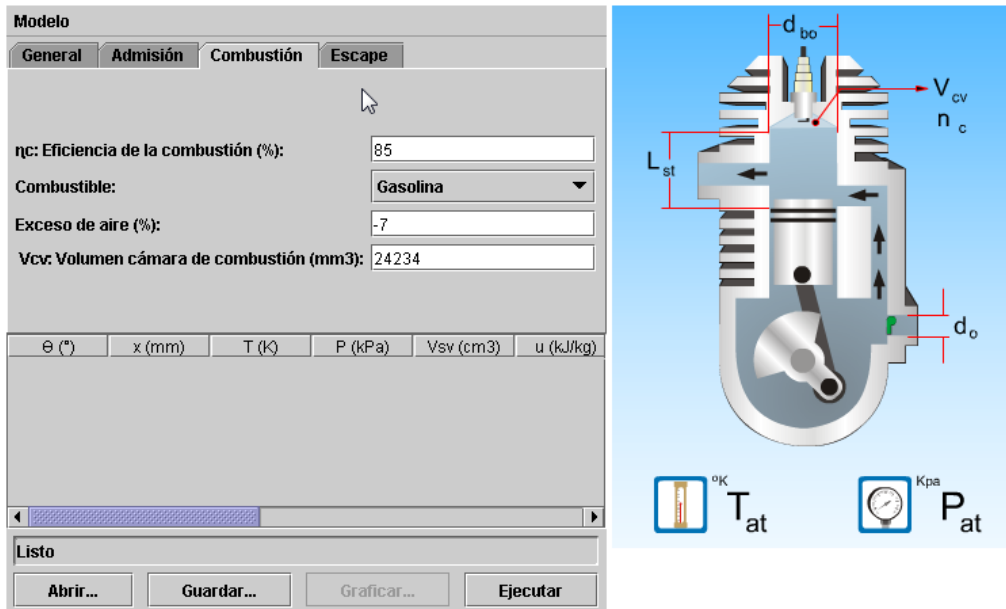 Modelo
General Admisión Combustión Escape
ηc: Eficiencia de la combustión (%): 85
Combustible: Gasolina
Exceso de aire (%): -7
Vcv: Volumen cámara de combustión (mm3): 24234
Θ (°) x (mm) T (K) P (kPa) Vsv (cm3) u (kJ/kg)
Listo
Abrir... Guardar... Graficar... Ejecutar
d bo
V cv
n c
L st
d o
ºK
T at
Kpa
P at